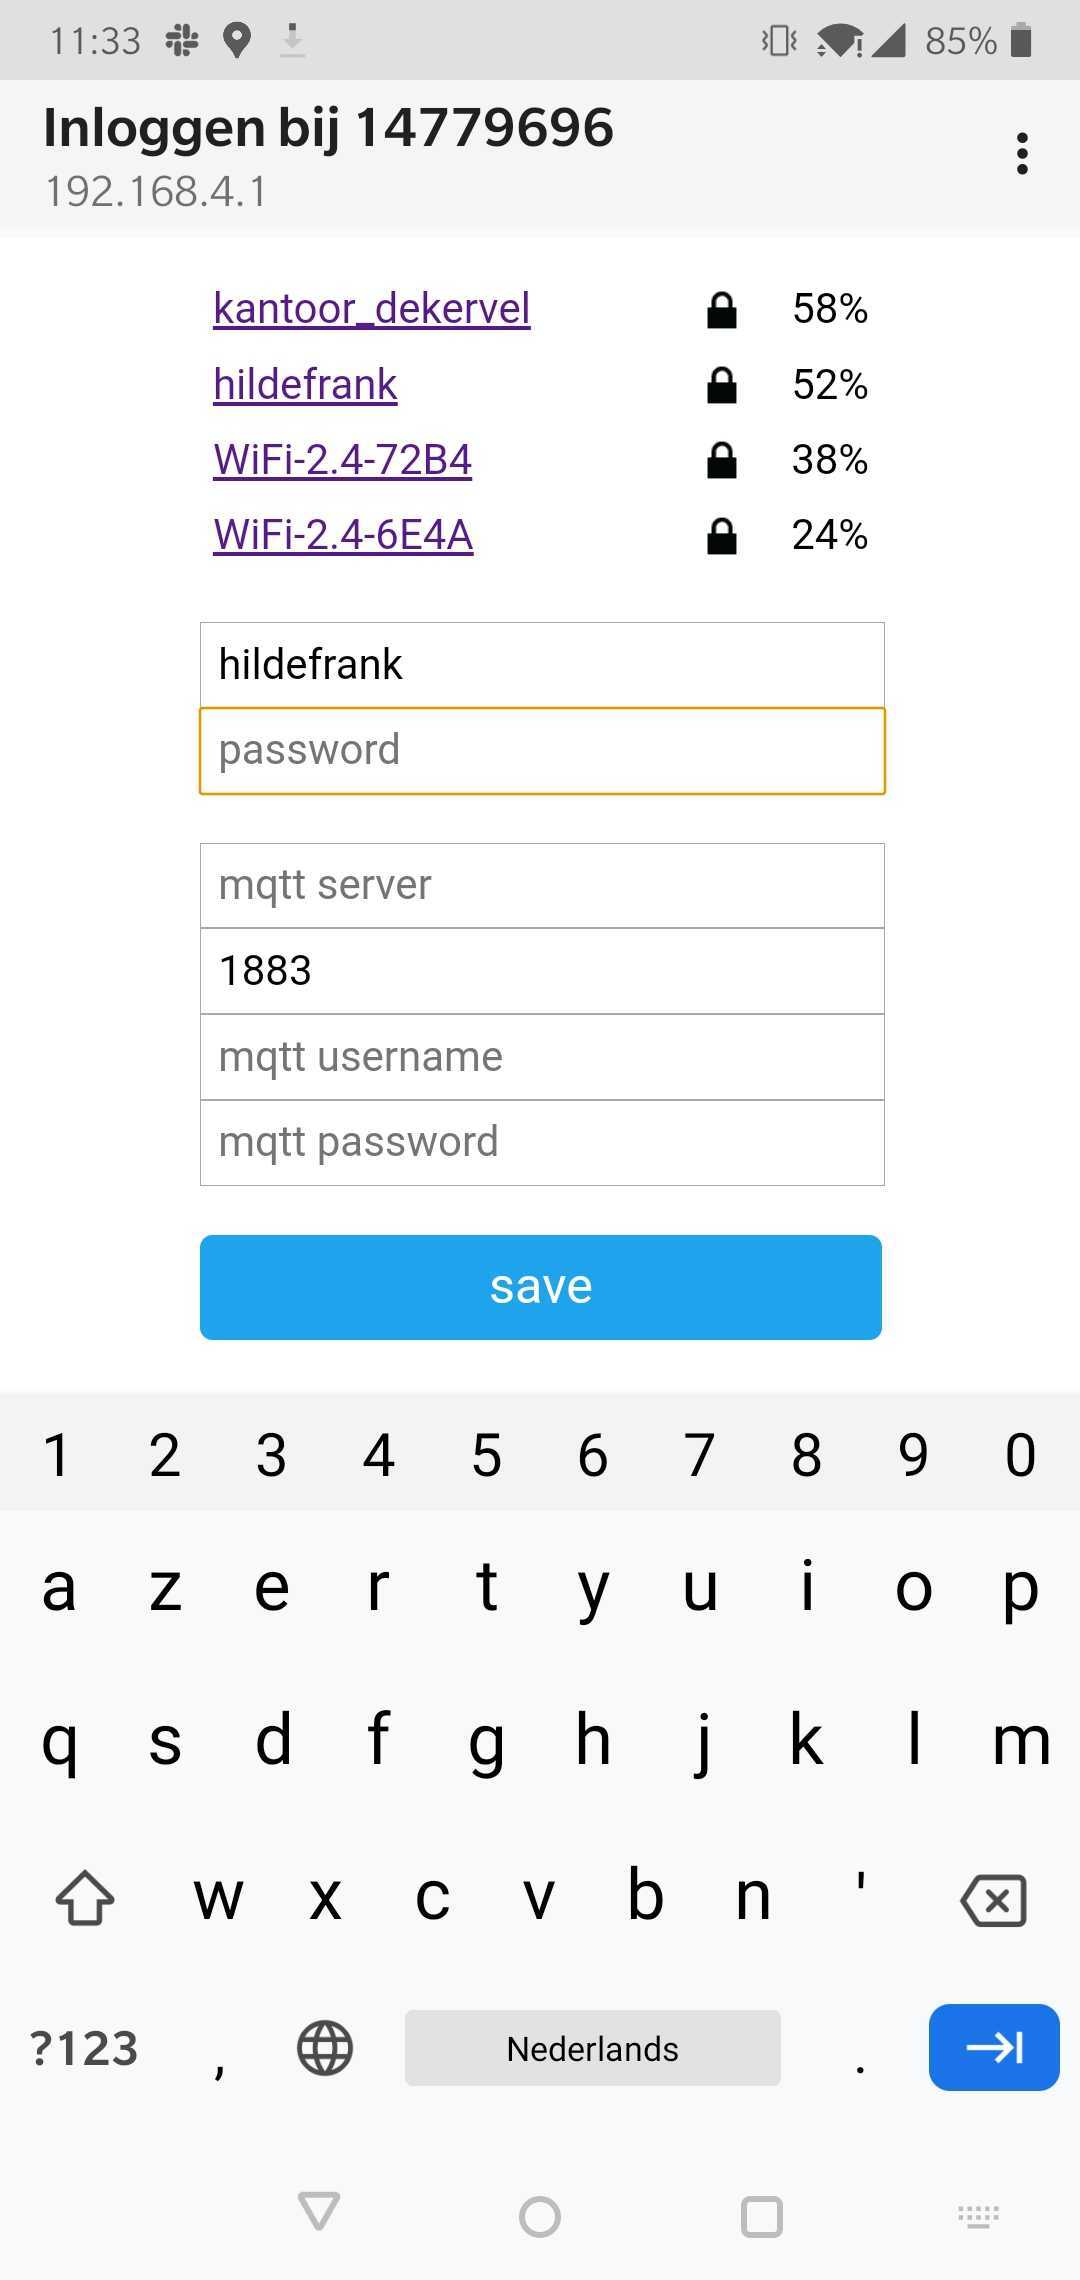 11:33
85%
Inloggen bij 14779696
192.168.4.1
kantoor_dekervel 58%
hildefrank 52%
WiFi-2.4-72B4 38%
WiFi-2.4-6E4A 24%
hildefrank
password
mqtt server
1883
mqtt username
mqtt password
save
1 2 3 4 5 6 7 8 9 0
a z e r t y u i o p
q s d f g h j k l m
w x c v b n '
?123 , Nederlands .